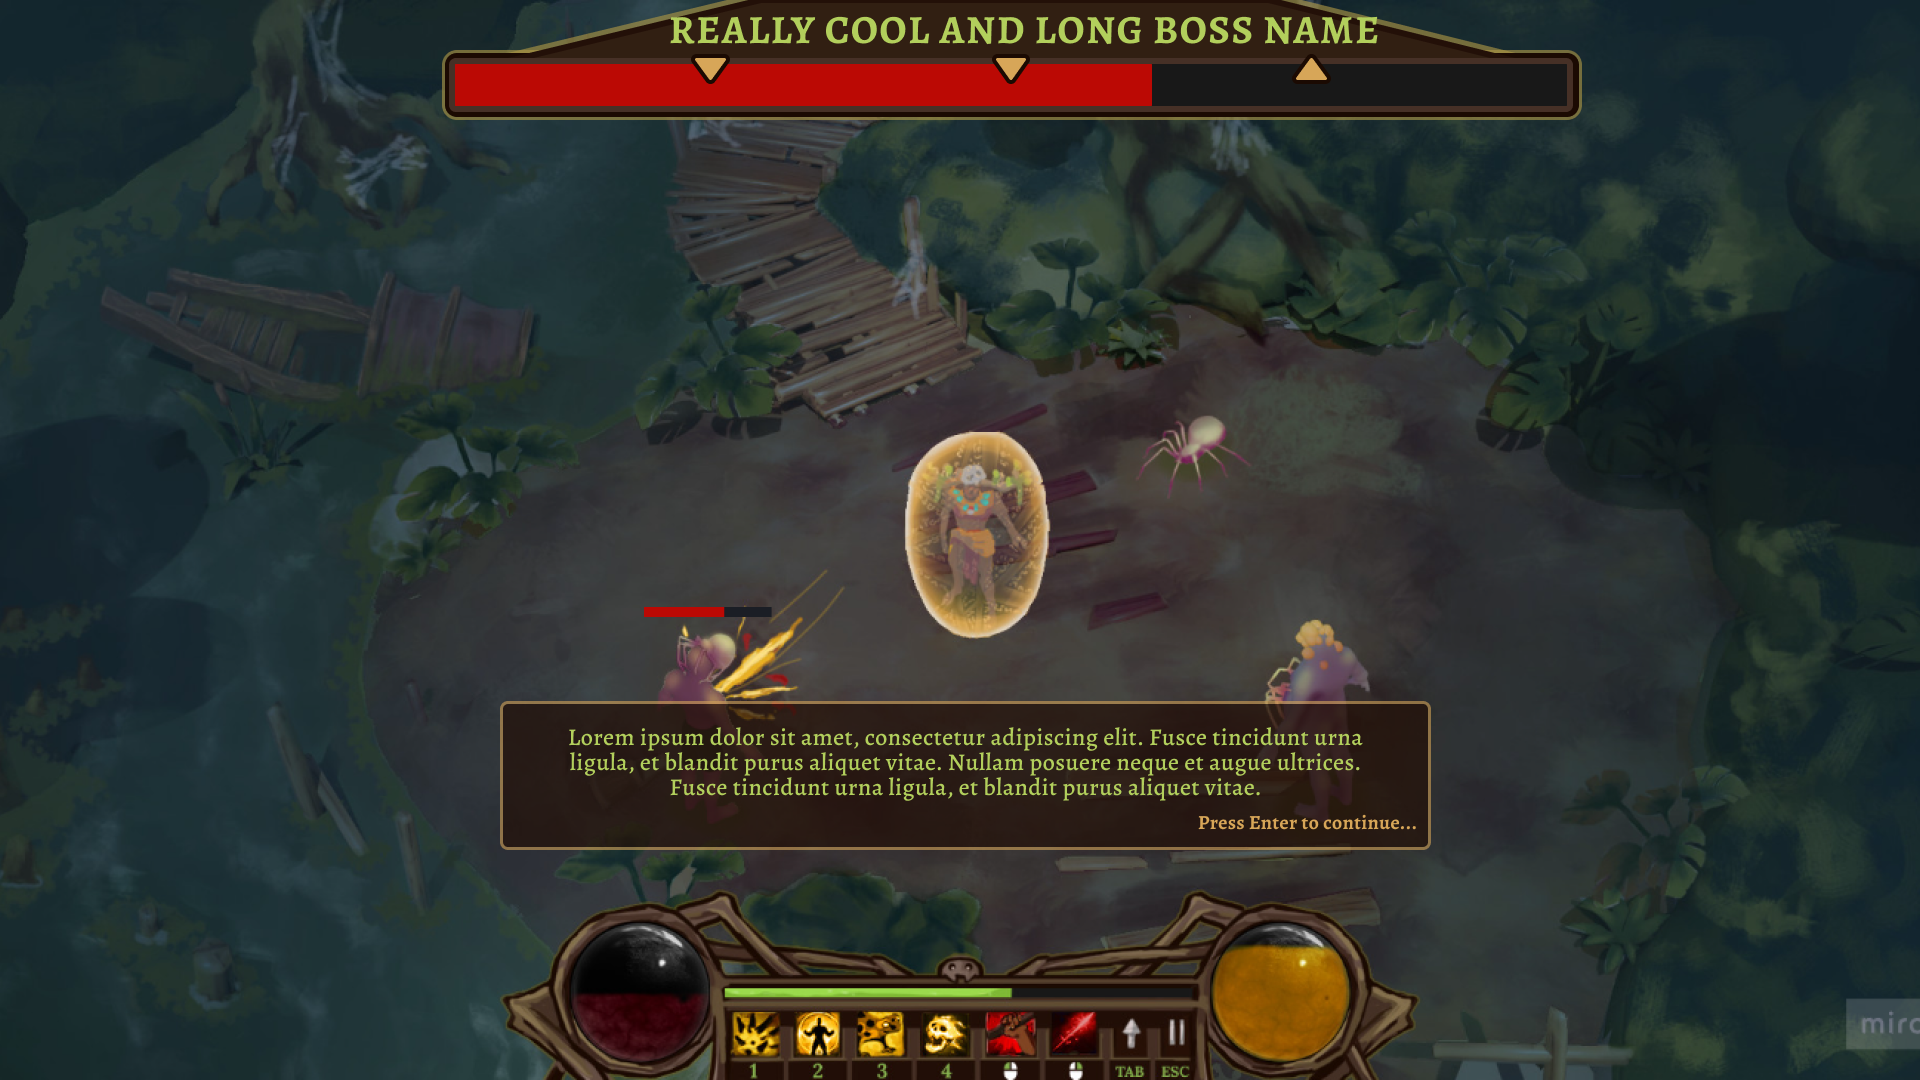 REALLY COOL AND LONG BOSS NAME
Lorem ipsum dolor sit amet, consectetur adipiscing elit. Fusce tincidunt urna
ligula, et blandit purus aliquet vitae. Nullam posuere neque et augue ultrices.
Fusce tincidunt urna ligula, et blandit purus aliquet vitae.
Press Enter to continue...
1 2 3 4 TAB ESC